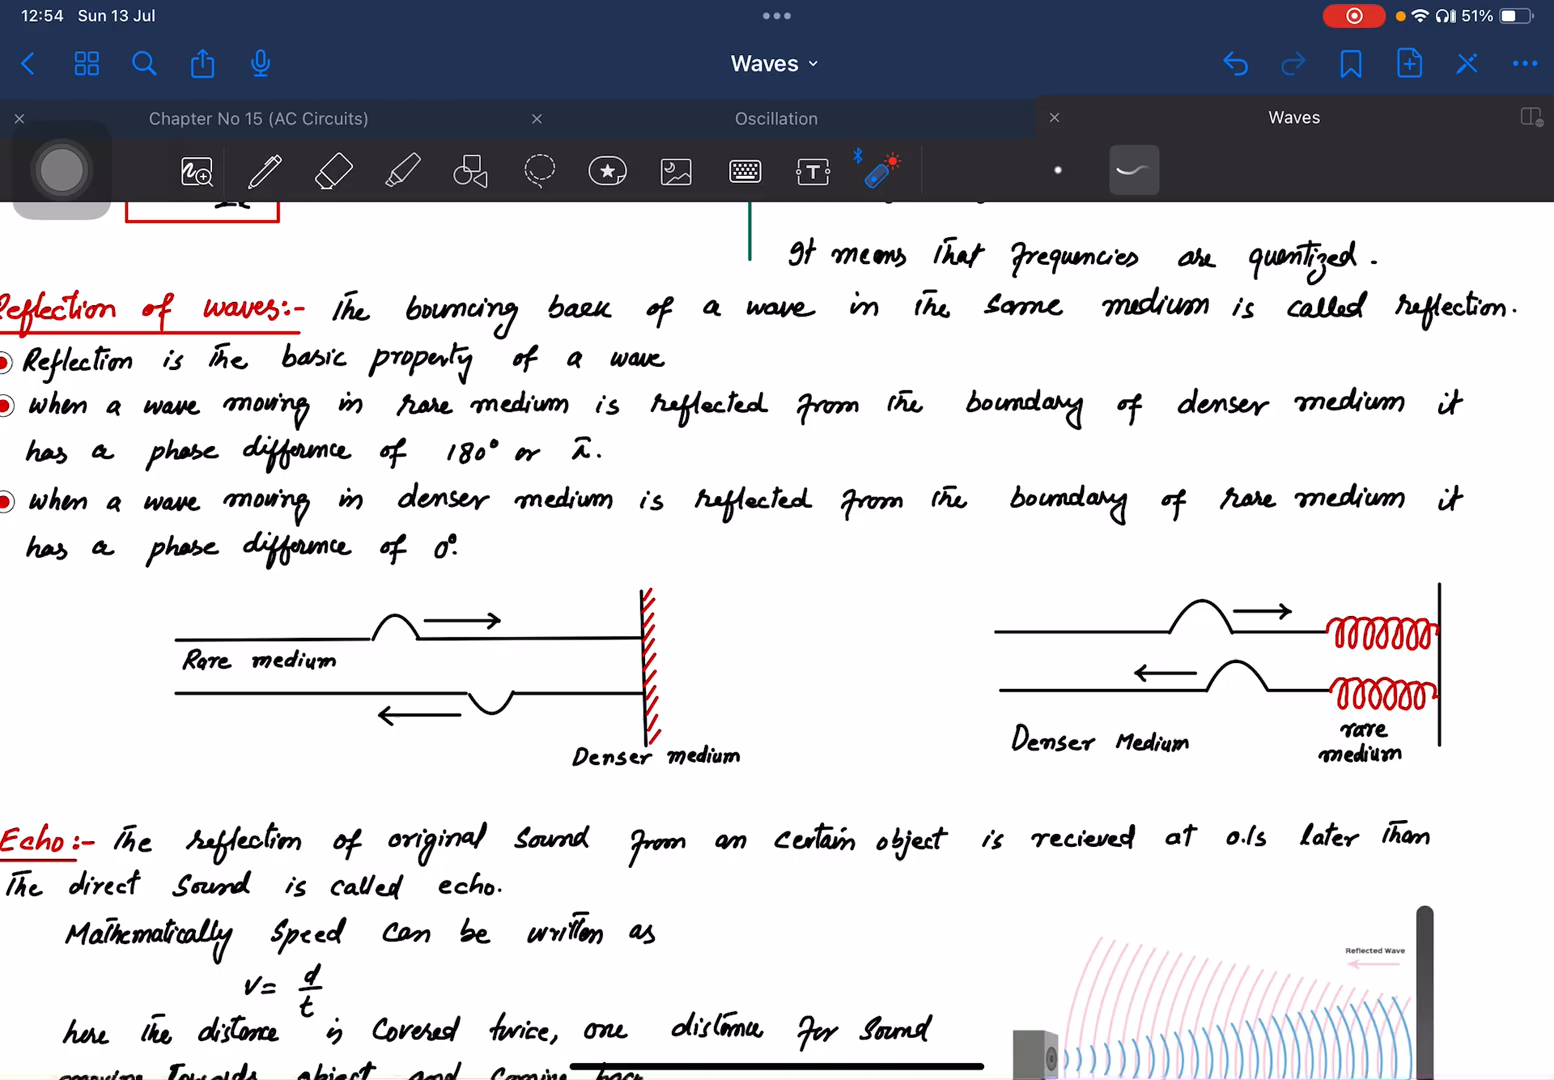 12:54 Sun 13 Jul
51%
Waves
Chapter No 15 (AC Circuits)
Oscillation
Waves
It means that frequencies are quantized.
Reflection of waves:- The bouncing back of a wave in the same medium is called reflection.
Reflection is the basic property of a wave
when a wave moving in rare medium is reflected from the boundary of denser medium it
has a phase difference of 180° or π.
when a wave moving in denser medium is reflected from the boundary of rare medium it
has a phase difference of 0°.
Rare medium
Denser medium
Denser Medium
rare
medium
Echo:- The reflection of original sound from an certain object is recieved at 0.1s later than
the direct sound is called echo.
Mathematically speed can be written as
v = d/t
Reflected Wave
here the distance is covered twice, one distance for sound
moving towards object and coming back